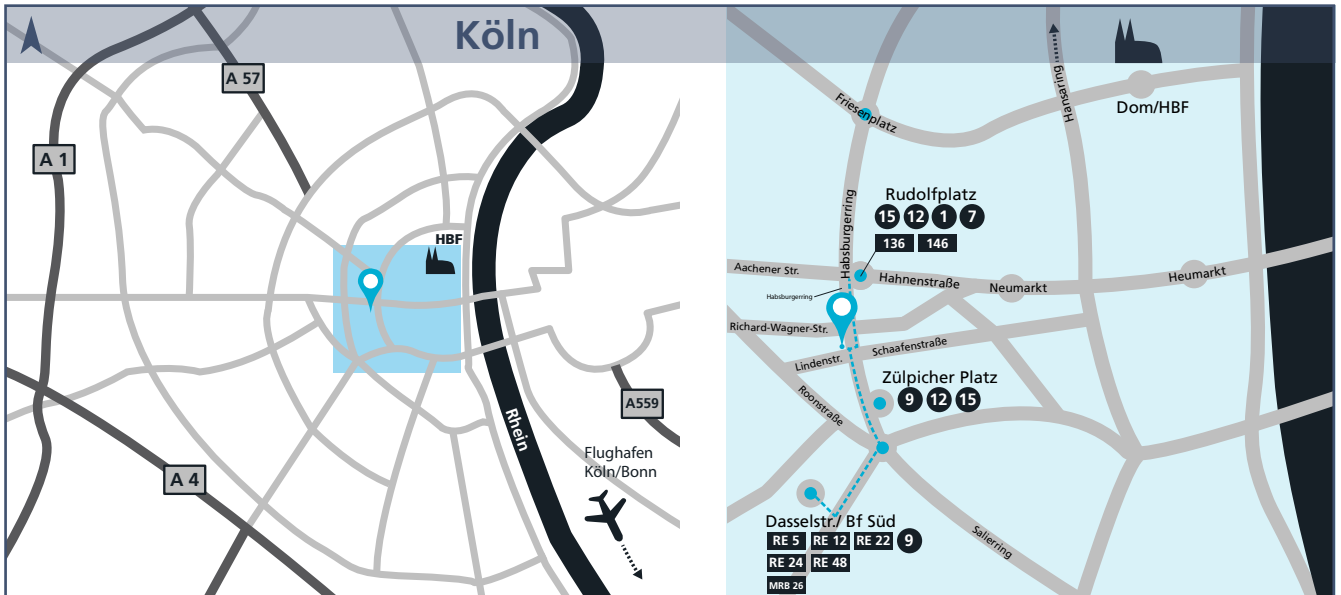 Köln
A 57
A 1
HBF
A559
Rhein
Flughafen
Köln/Bonn
A 4
Friesenplatz
Hansaring
Dom/HBF
Habsburgerring
Rudolfplatz
15 12 1 7
136 146
Aachener Str.
Hahnenstraße
Neumarkt
Heumarkt
Habsburgerring
Richard-Wagner-Str.
Lindenstr.
Schaafenstraße
Roonstraße
Zülpicher Platz
9 12 15
Dasselstr./ Bf Süd
RE 5 RE 12 RE 22 9
RE 24 RE 48
MRB 26
Salierring